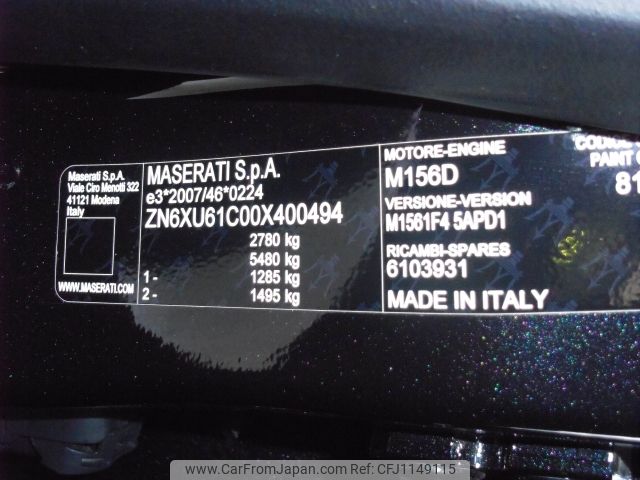 Maserati S.p.A.
Viale Ciro Menotti 322
41121 Modena
Italy
WWW.MASERATI.COM
MASERATI S.p.A.
e3*2007/46*0224
ZN6XU61C00X400494
2780 kg
5480 kg
1 - 1285 kg
2 - 1495 kg
MOTORE-ENGINE
M156D
VERSIONE-VERSION
M1561F4 5APD1
RICAMBI-SPARES
6103931
MADE IN ITALY
PAINT
81
www.CarFromJapan.com Ref: CFJ1149115